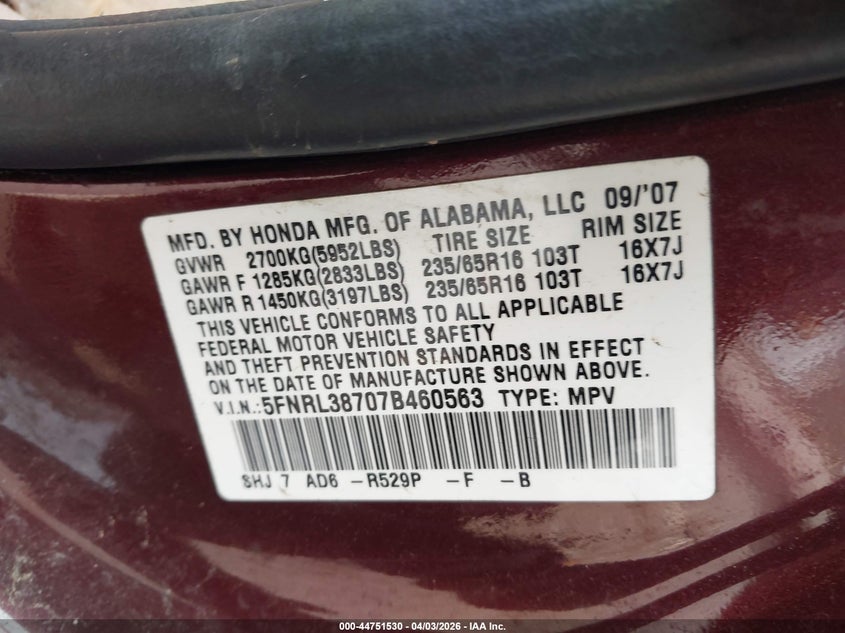 MFD. BY HONDA MFG. OF ALABAMA, LLC 09/'07
GVWR 2700KG(5952LBS) TIRE SIZE RIM SIZE
GAWR F 1285KG(2833LBS) 235/65R16 103T 16X7J
GAWR R 1450KG(3197LBS) 235/65R16 103T 16X7J
THIS VEHICLE CONFORMS TO ALL APPLICABLE
FEDERAL MOTOR VEHICLE SAFETY
AND THEFT PREVENTION STANDARDS IN EFFECT
ON THE DATE OF MANUFACTURE SHOWN ABOVE.
V.I.N.:5FNRL38707B460563 TYPE: MPV
SHJ 7 AD6 -R529P -F -B
000-44751530 - 04/03/2026 - IAA Inc.